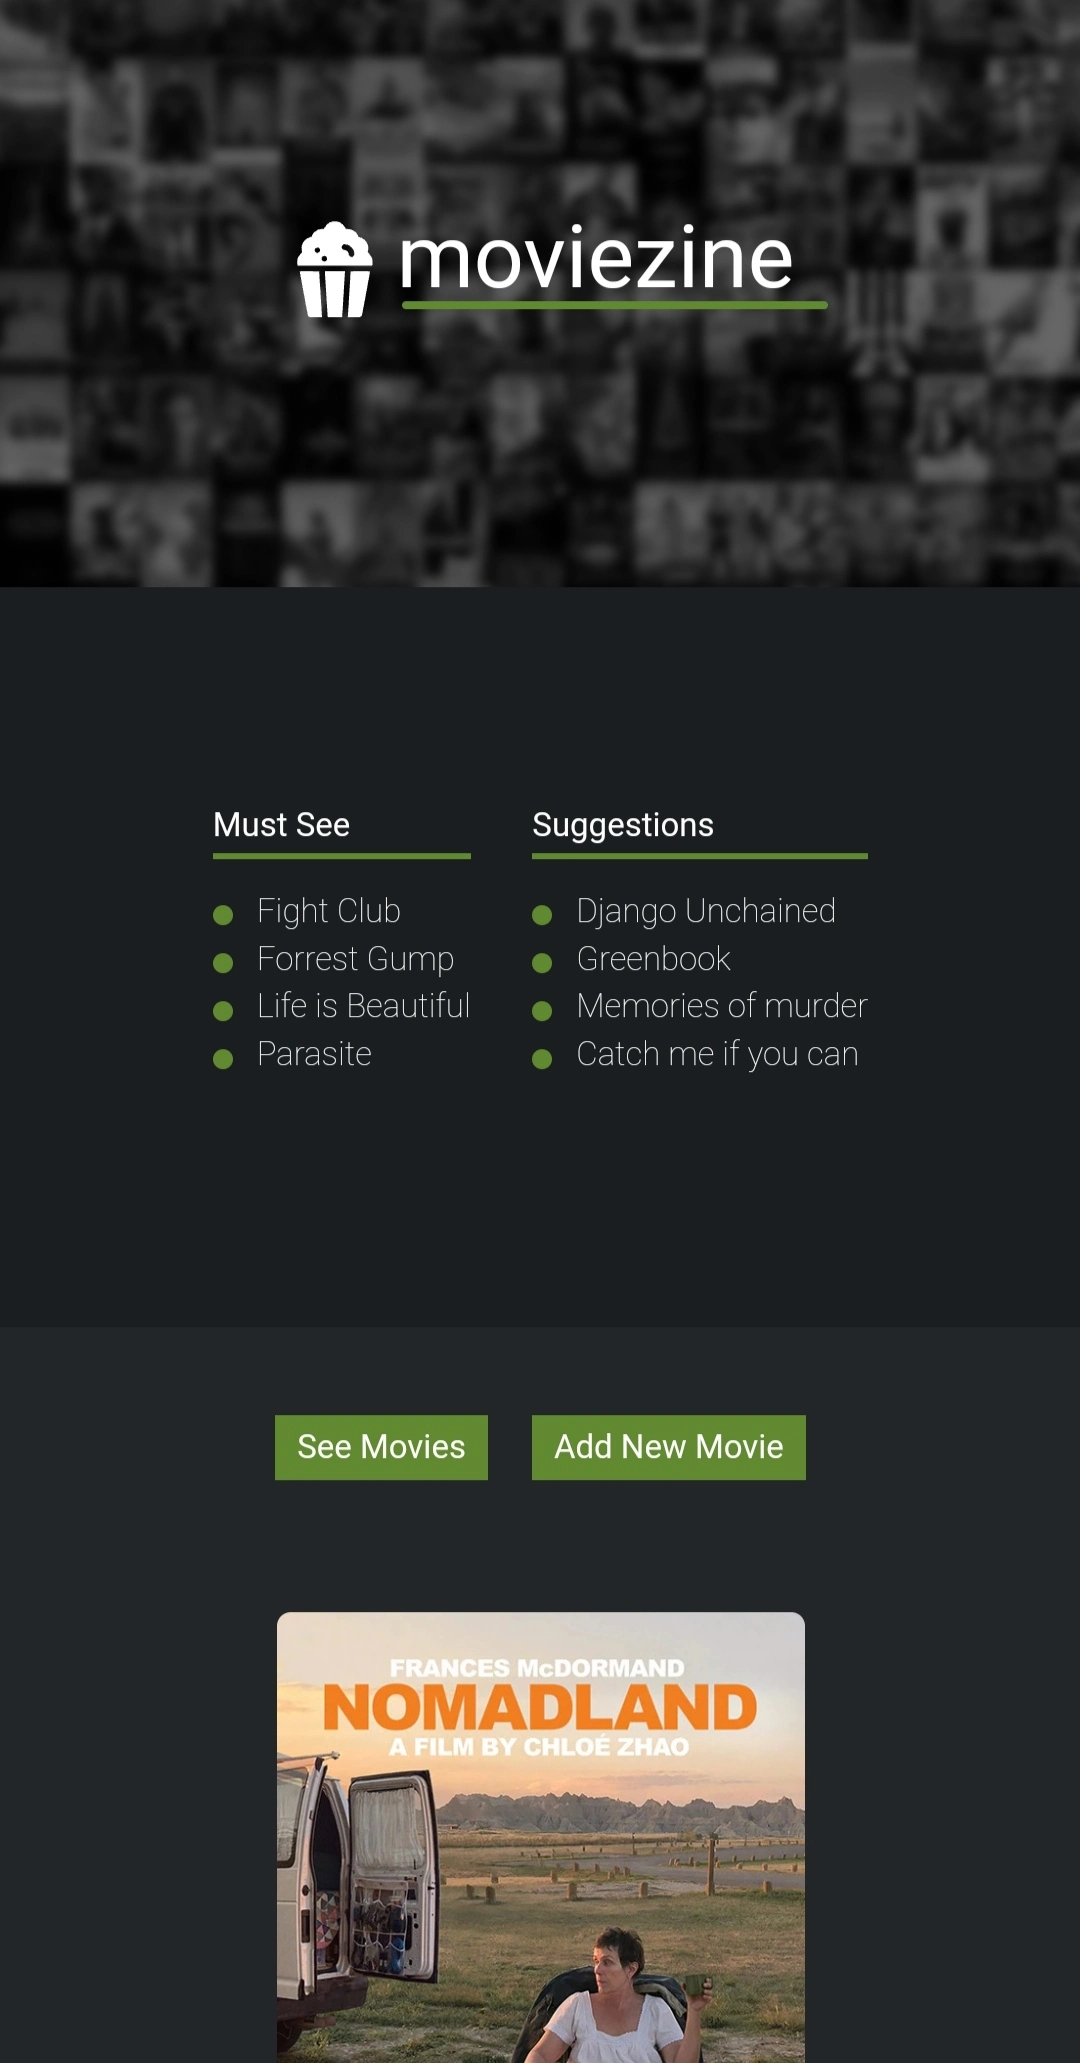 moviezine
Must See
Fight Club
Forrest Gump
Life is Beautiful
Parasite
Suggestions
Django Unchained
Greenbook
Memories of murder
Catch me if you can
See Movies
Add New Movie
FRANCES McDORMAND
NOMADLAND
A FILM BY CHLOÉ ZHAO